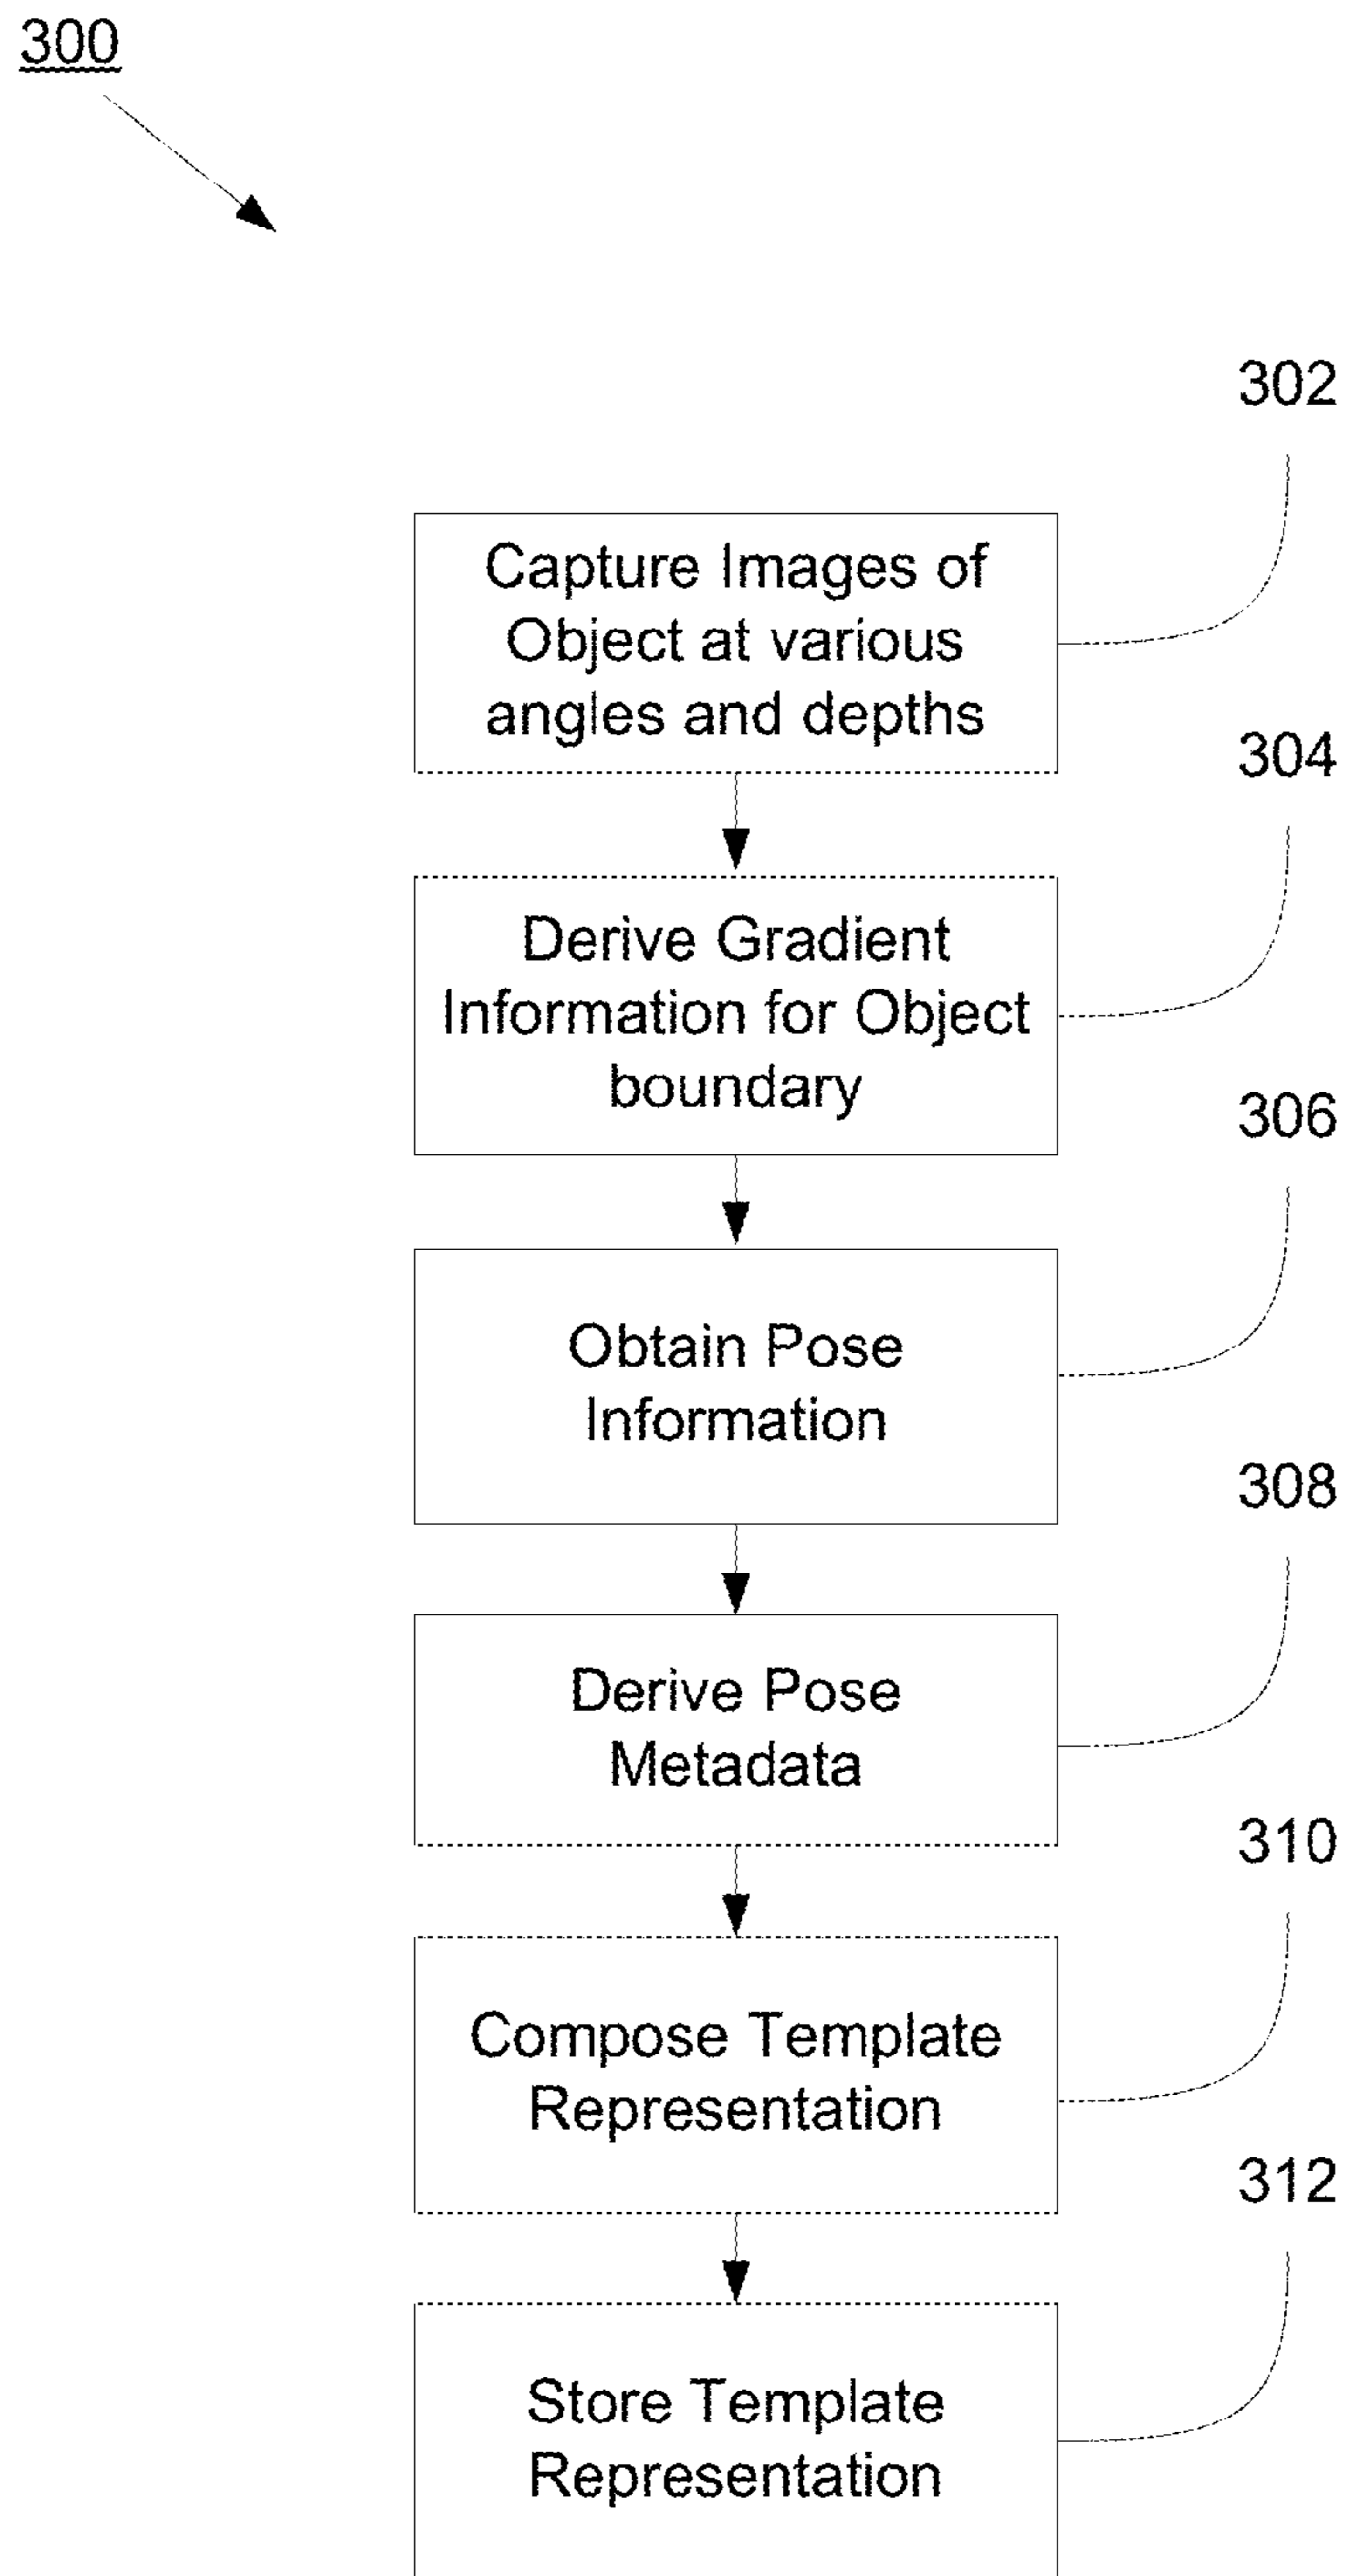 300
302
Capture Images of
Object at various
angles and depths
304
Derive Gradient
Information for Object
boundary
306
Obtain Pose
Information
308
Derive Pose
Metadata
310
Compose Template
Representation
312
Store Template
Representation